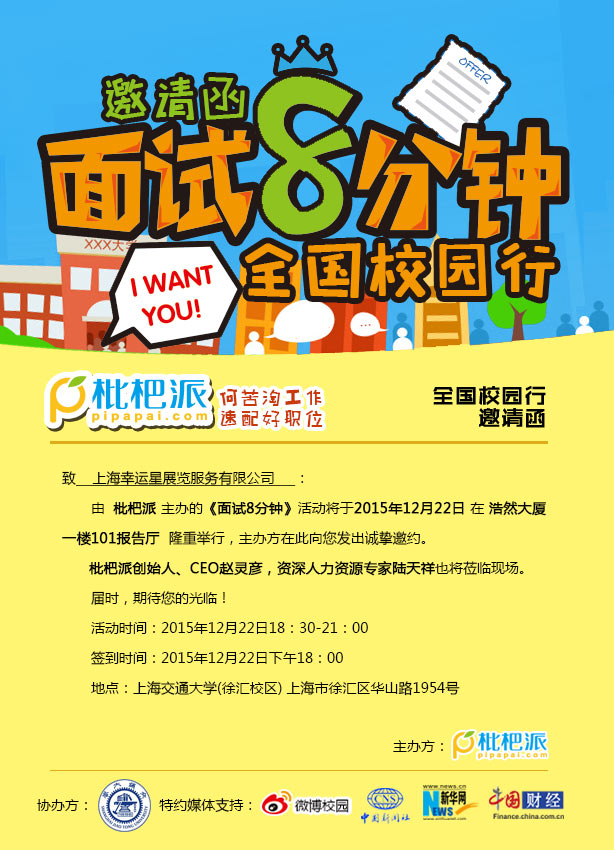 OFFER
邀请函
面试8分钟
XXX大学
I WANT
YOU!
全国校园行
枇杷派
pipapai.com
何苦淘工作
速配好职位
全国校园行
邀请函
致 上海幸运星展览服务有限公司 ：
由 枇杷派 主办的《面试8分钟》活动将于2015年12月22日 在 浩然大厦
一楼101报告厅 隆重举行，主办方在此向您发出诚挚邀约。
枇杷派创始人、CEO赵灵彦，资深人力资源专家陆天祥也将莅临现场。
届时，期待您的光临！
活动时间：2015年12月22日18：30-21：00
签到时间：2015年12月22日下午18：00
地点：上海交通大学(徐汇校区) 上海市徐汇区华山路1954号
主办方：枇杷派
pipapai.com
协办方：
特约媒体支持：
微博校园
CNS
中国新闻社
www.news.cn
NEWS
新华网
www.xinhuanet.com
中国财经
Finance.china.com.cn